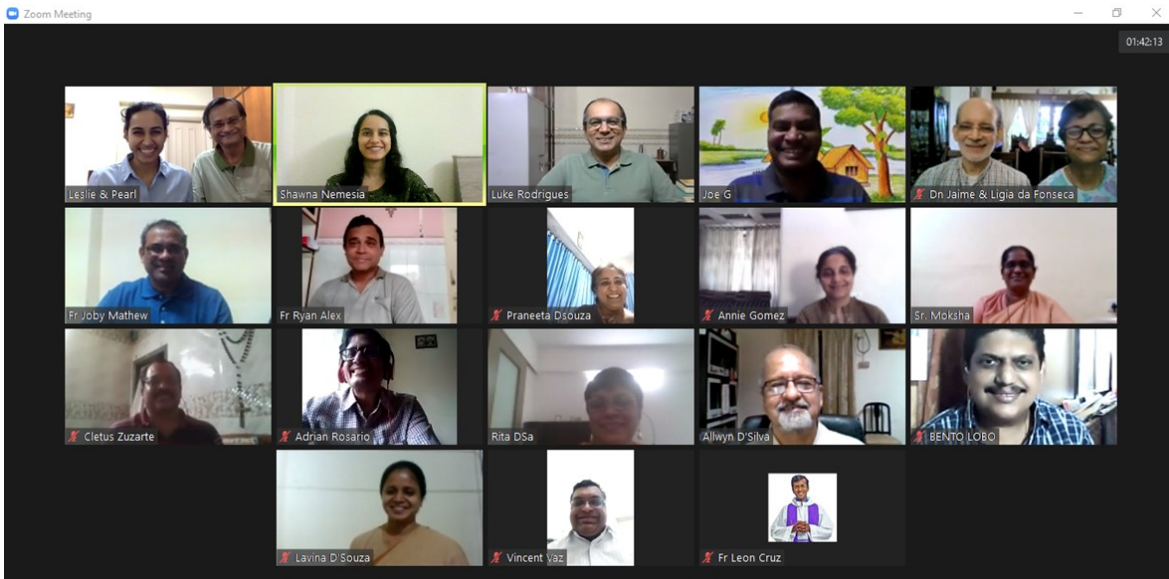 Zoom Meeting
01:42:13
Leslie & Pearl
Shawna Nemesia
Luke Rodrigues
Joe G
Dn Jaime & Ligia da Fonseca
Fr Joby Mathew
Fr Ryan Alex
Praneeta Dsouza
Annie Gomez
Sr. Moksha
Cletus Zuzarte
Adrian Rosario
Rita DSa
Allwyn D'Silva
BENTO LOBO
Lavina D'Souza
Vincent Vaz
Fr Leon Cruz